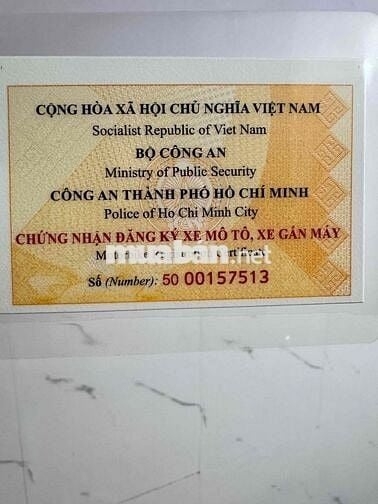 CỘNG HÒA XÃ HỘI CHỦ NGHĨA VIỆT NAM
Socialist Republic of Viet Nam
BỘ CÔNG AN
Ministry of Public Security
CÔNG AN THÀNH PHỐ HỒ CHÍ MINH
Police of Ho Chi Minh City
CHỨNG NHẬN ĐĂNG KÝ XE MÔ TÔ, XE GẮN MÁY
muaban.net
Số (Number): 50 00157513